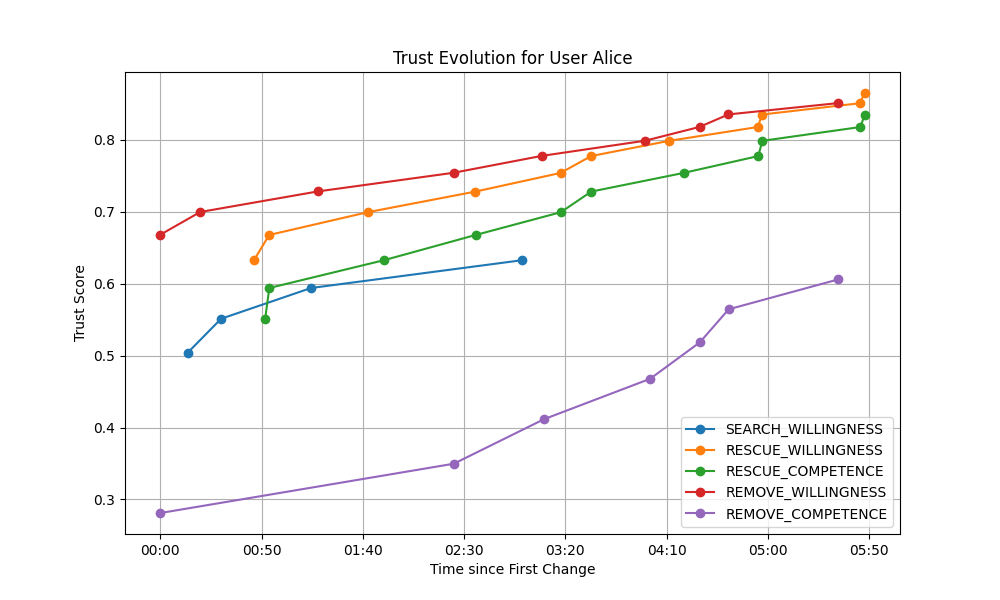 Trust Evolution for User Alice
Trust Score
0.8
0.7
0.6
0.5
0.4
0.3
SEARCH_WILLINGNESS
RESCUE_WILLINGNESS
RESCUE_COMPETENCE
REMOVE_WILLINGNESS
REMOVE_COMPETENCE
00:00 00:50 01:40 02:30 03:20 04:10 05:00 05:50
Time since First Change